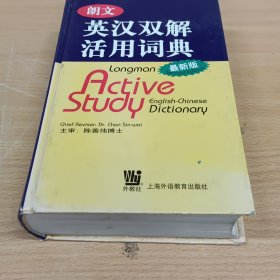 朗文
英汉双解
活用词典
Longman
最新版
Active
Study
English-Chinese
Dictionary
Chief Reviser: Dr. Chan Sin-wai
主审 陈善伟博士
外教社
上海外语教育出版社